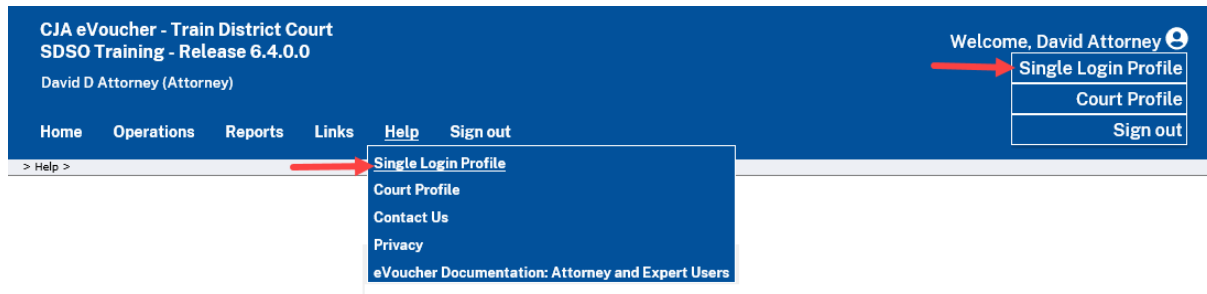 CJA eVoucher - Train District Court
SDSO Training - Release 6.4.0.0
David D Attorney (Attorney)
Welcome, David Attorney
Single Login Profile
Court Profile
Sign out
Home Operations Reports Links Help Sign out
> Help >
Single Login Profile
Court Profile
Contact Us
Privacy
eVoucher Documentation: Attorney and Expert Users